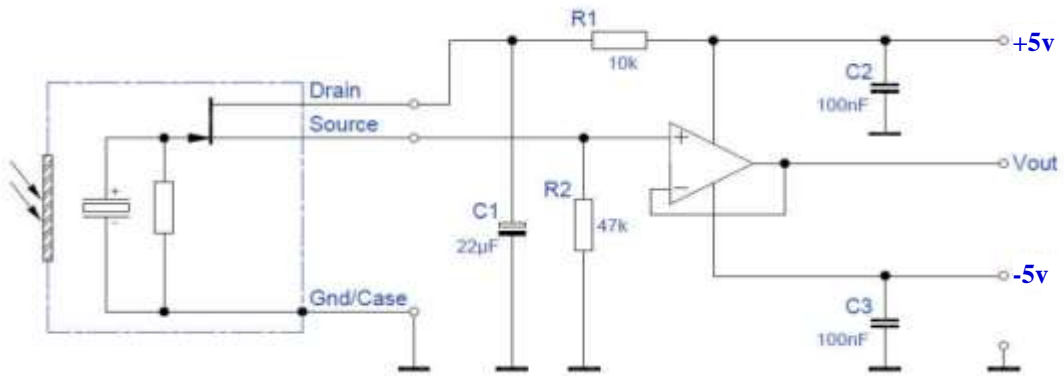 R1
10k
+5v
C2
100nF
Drain
Source
+
−
Vout
R2
47k
C1
22µF
+
-
Gnd/Case
-5v
C3
100nF